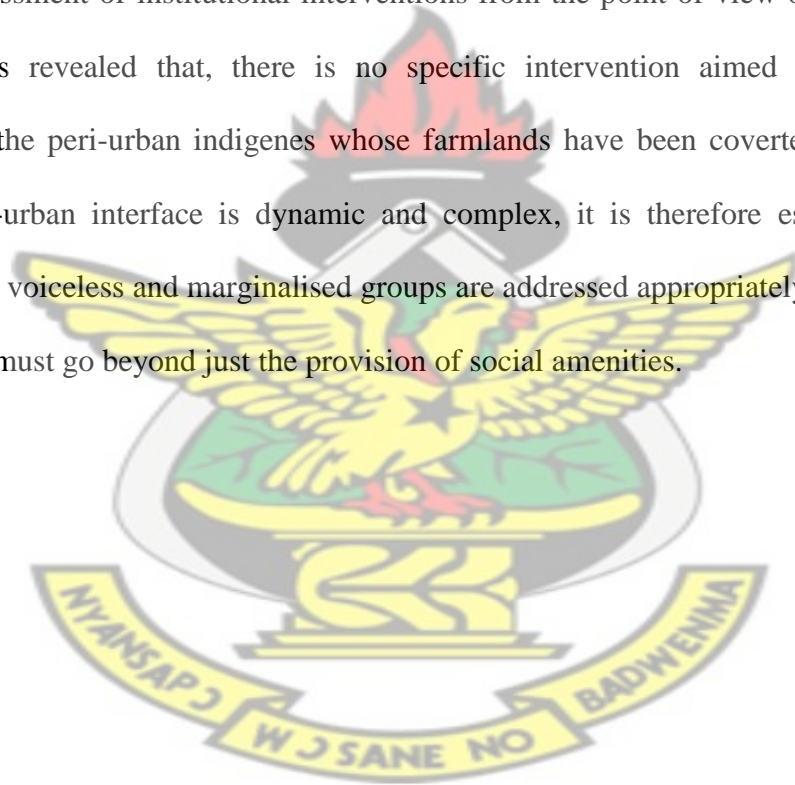 ssment of institutional interventions from the point of view o
s revealed that, there is no specific intervention aimed
the peri-urban indigenes whose farmlands have been coverte
-urban interface is dynamic and complex, it is therefore es
voiceless and marginalised groups are addressed appropriately
must go beyond just the provision of social amenities.
NYANSAPƆ
WƆSANE NO
BADWENMA